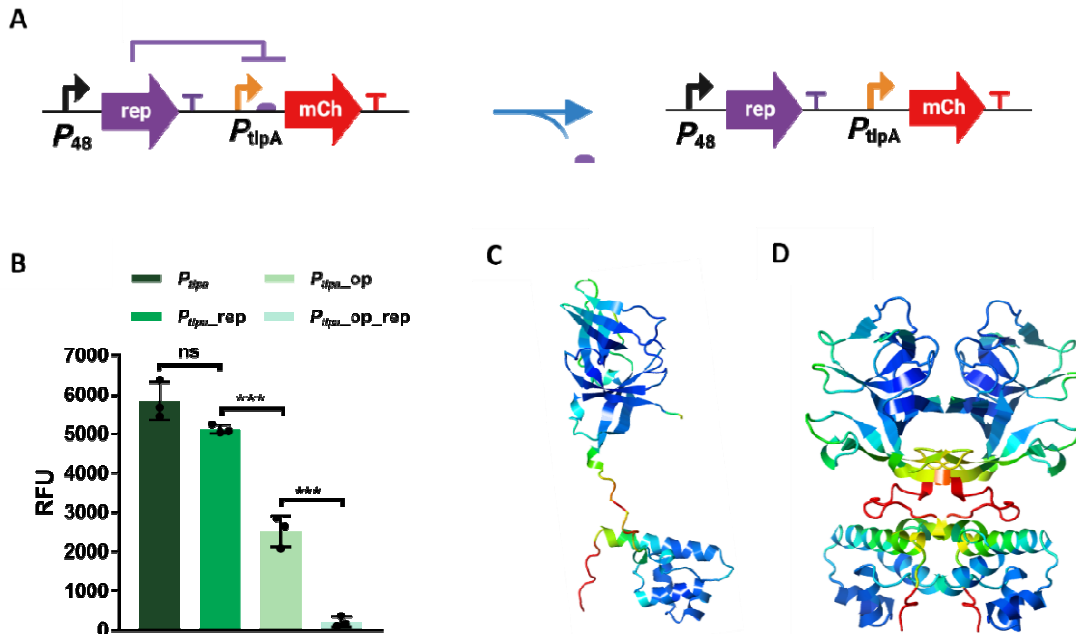 A
rep
mCh
P48
PtlpA
rep
mCh
P48
PtlpA
B
Ptlpa
Ptlpa_op
Ptlpa_rep
Ptlpa_op_rep
7000
6000
5000
4000
3000
2000
1000
0
RFU
ns
***
***
C
D